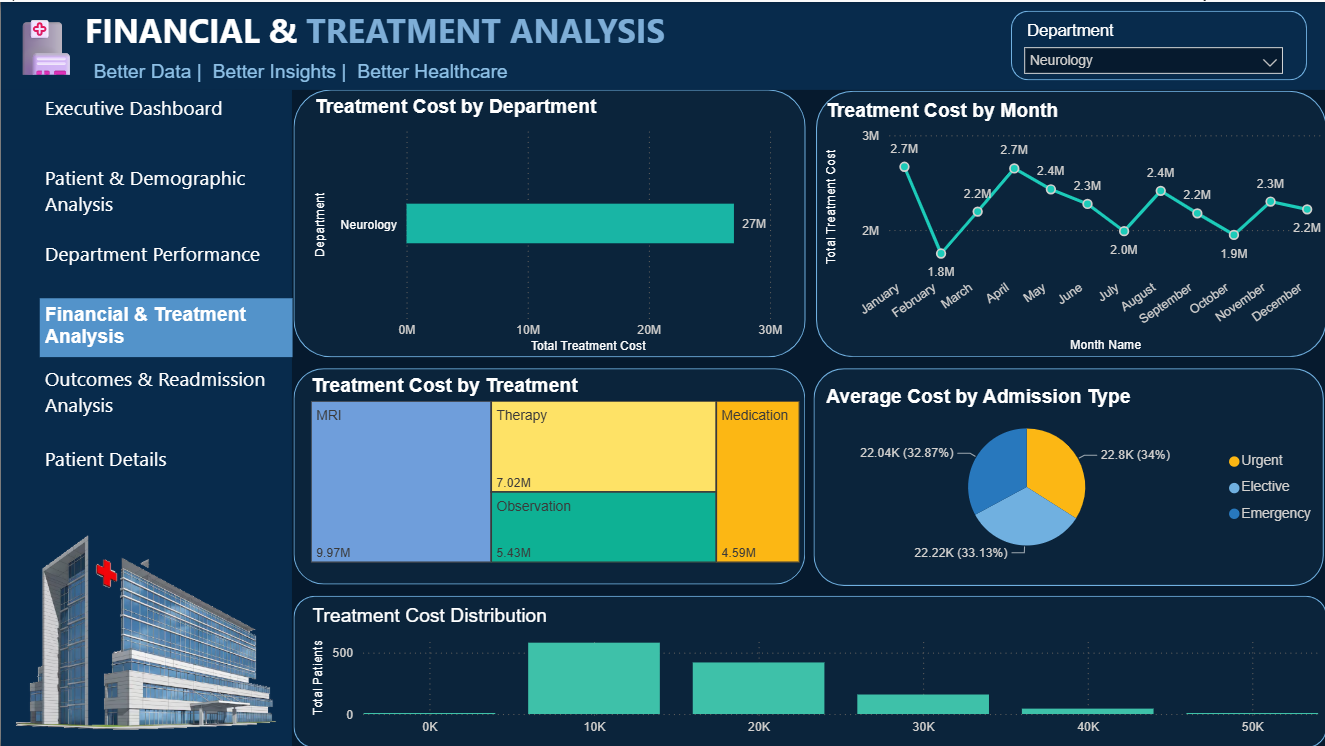 FINANCIAL & TREATMENT ANALYSIS
Better Data | Better Insights | Better Healthcare
Department
Neurology
Executive Dashboard
Patient & Demographic
Analysis
Department Performance
Financial & Treatment
Analysis
Outcomes & Readmission
Analysis
Patient Details
Treatment Cost by Department
Department
Neurology
27M
0M 10M 20M 30M
Total Treatment Cost
Treatment Cost by Month
Total Treatment Cost
3M
2M
2.7M
1.8M
2.2M
2.7M
2.4M
2.3M
2.0M
2.4M
2.2M
1.9M
2.3M
2.2M
January February March April May June July August September October November December
Month Name
Treatment Cost by Treatment
MRI
9.97M
Therapy
7.02M
Observation
5.43M
Medication
4.59M
Average Cost by Admission Type
22.04K (32.87%)
22.8K (34%)
22.22K (33.13%)
Urgent
Elective
Emergency
Treatment Cost Distribution
Total Patients
500
0
0K 10K 20K 30K 40K 50K